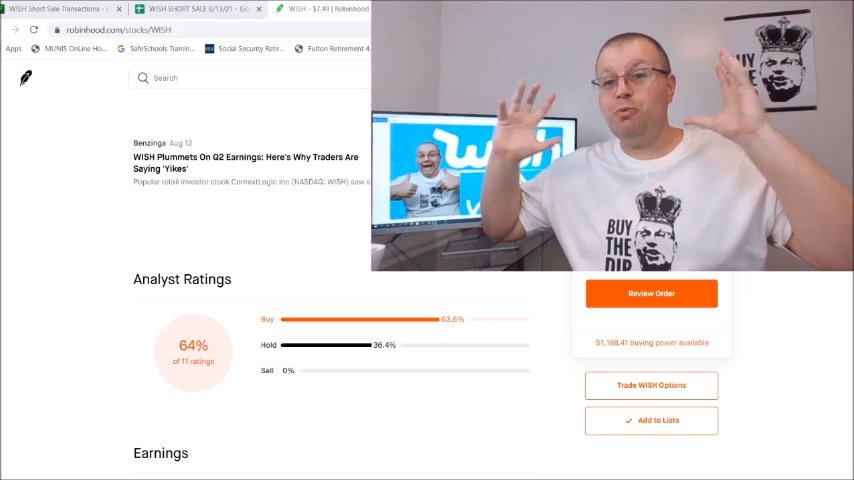 WISH Short Sale Transactions - G
WISH SHORT SALE 8/13/21 - Goo
WISH - $7.49 | Robinhood
robinhood.com/stocks/WISH
Apps
MUNIS OnLine Ho...
SafeSchools Trainin...
Social Security Retir...
Fulton Retirement 4.
Search
Benzinga Aug 12
WISH Plummets On Q2 Earnings: Here's Why Traders Are
Saying 'Yikes'
Popular retail investor stock ContextLogic Inc (NASDAQ: WISH) saw s
wish
BUY
THE
DIP
Analyst Ratings
64%
of 11 ratings
Buy 63.6%
Hold 36.4%
Sell 0%
Review Order
$1,188.41 buying power available
Trade WISH Options
Add to Lists
Earnings